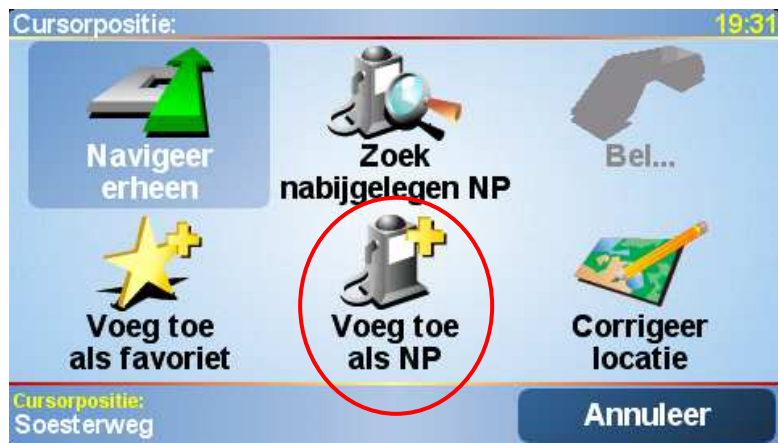 Cursorpositie:
19:31
Navigeer
erheen
Zoek
nabijgelegen NP
Bel...
Voeg toe
als favoriet
Voeg toe
als NP
Corrigeer
locatie
Cursorpositie:
Soesterweg
Annuleer